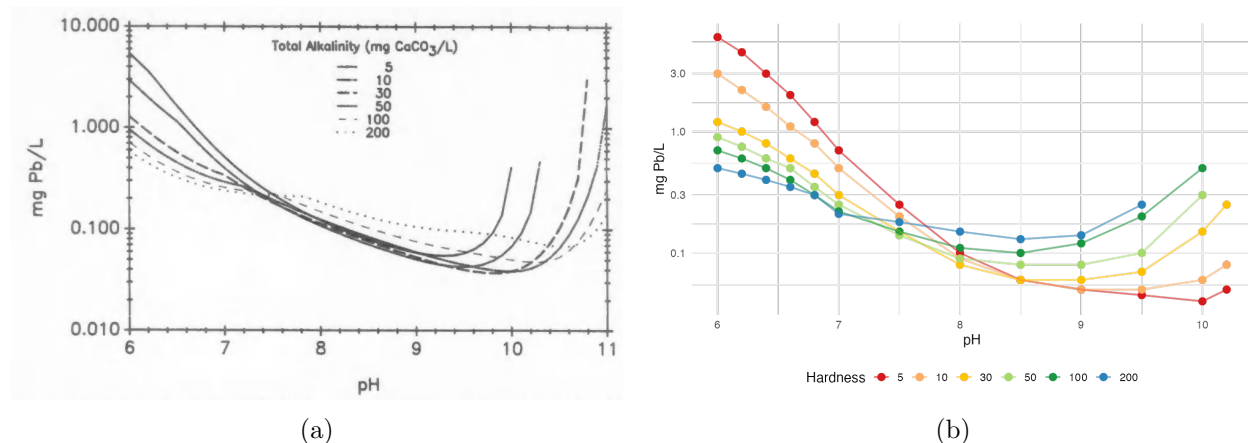 10.000
Total Alkalinity (mg CaCO3/L)
5
10
30
50
100
200
1.000
mg Pb/L
0.100
0.010
6 7 8 9 10 11
pH
(a)
3.0
1.0
mg Pb/L
0.3
0.1
6 7 8 9 10
pH
Hardness 5 10 30 50 100 200
(b)